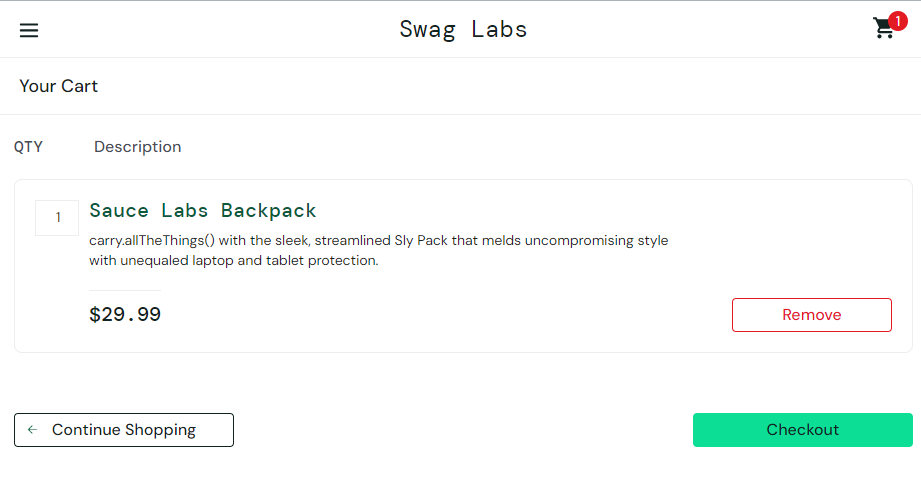 Swag Labs
1
Your Cart
QTY Description
1
Sauce Labs Backpack
carry.allTheThings() with the sleek, streamlined Sly Pack that melds uncompromising style
with unequaled laptop and tablet protection.
$29.99
Remove
← Continue Shopping
Checkout